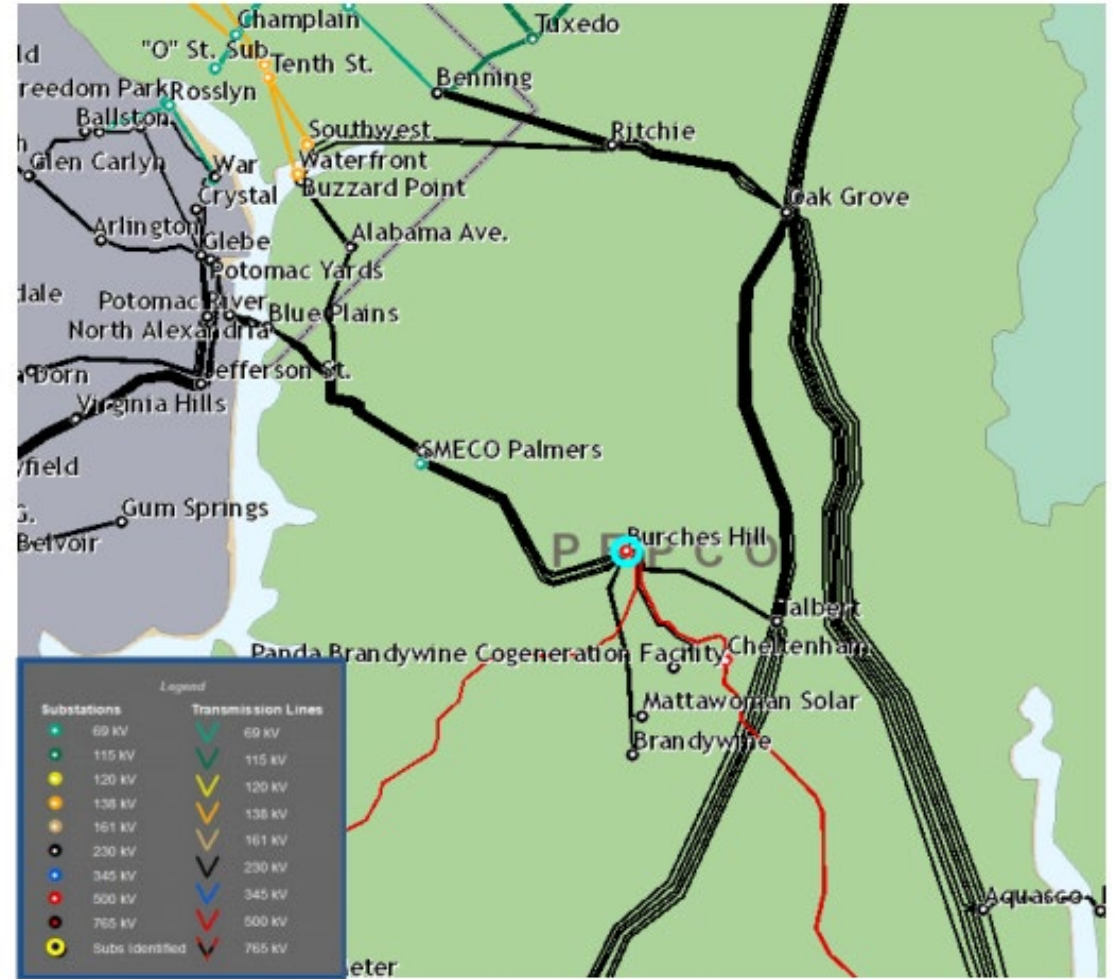 Champlain
Tuxedo
"O" St. Sub
Tenth St.
ld
reedom Park
Rosslyn
Benning
Ballston
Southwest
Ritchie
h
Glen Carlyn
War
Waterfront
Crystal
Buzzard Point
Oak Grove
Arlington
Glebe
Alabama Ave.
Potomac Yards
dale
Potomac River
Blue Plains
North Alexandria
Jefferson St.
Dorn
Virginia Hills
SMECO Palmers
yfield
Gum Springs
G.
Belvoir
Burches Hill
PEPCO
Talbert
Panda Brandywine Cogeneration Facility
Cheltenham
Mattawoman Solar
Brandywine
Aquasco
eter
Legend
Substations Transmission Lines
69 kV 69 kV
115 kV 115 kV
120 kV 120 kV
138 kV 138 kV
161 kV 161 kV
230 kV 230 kV
345 kV 345 kV
500 kV 500 kV
765 kV 765 kV
Subs Identified